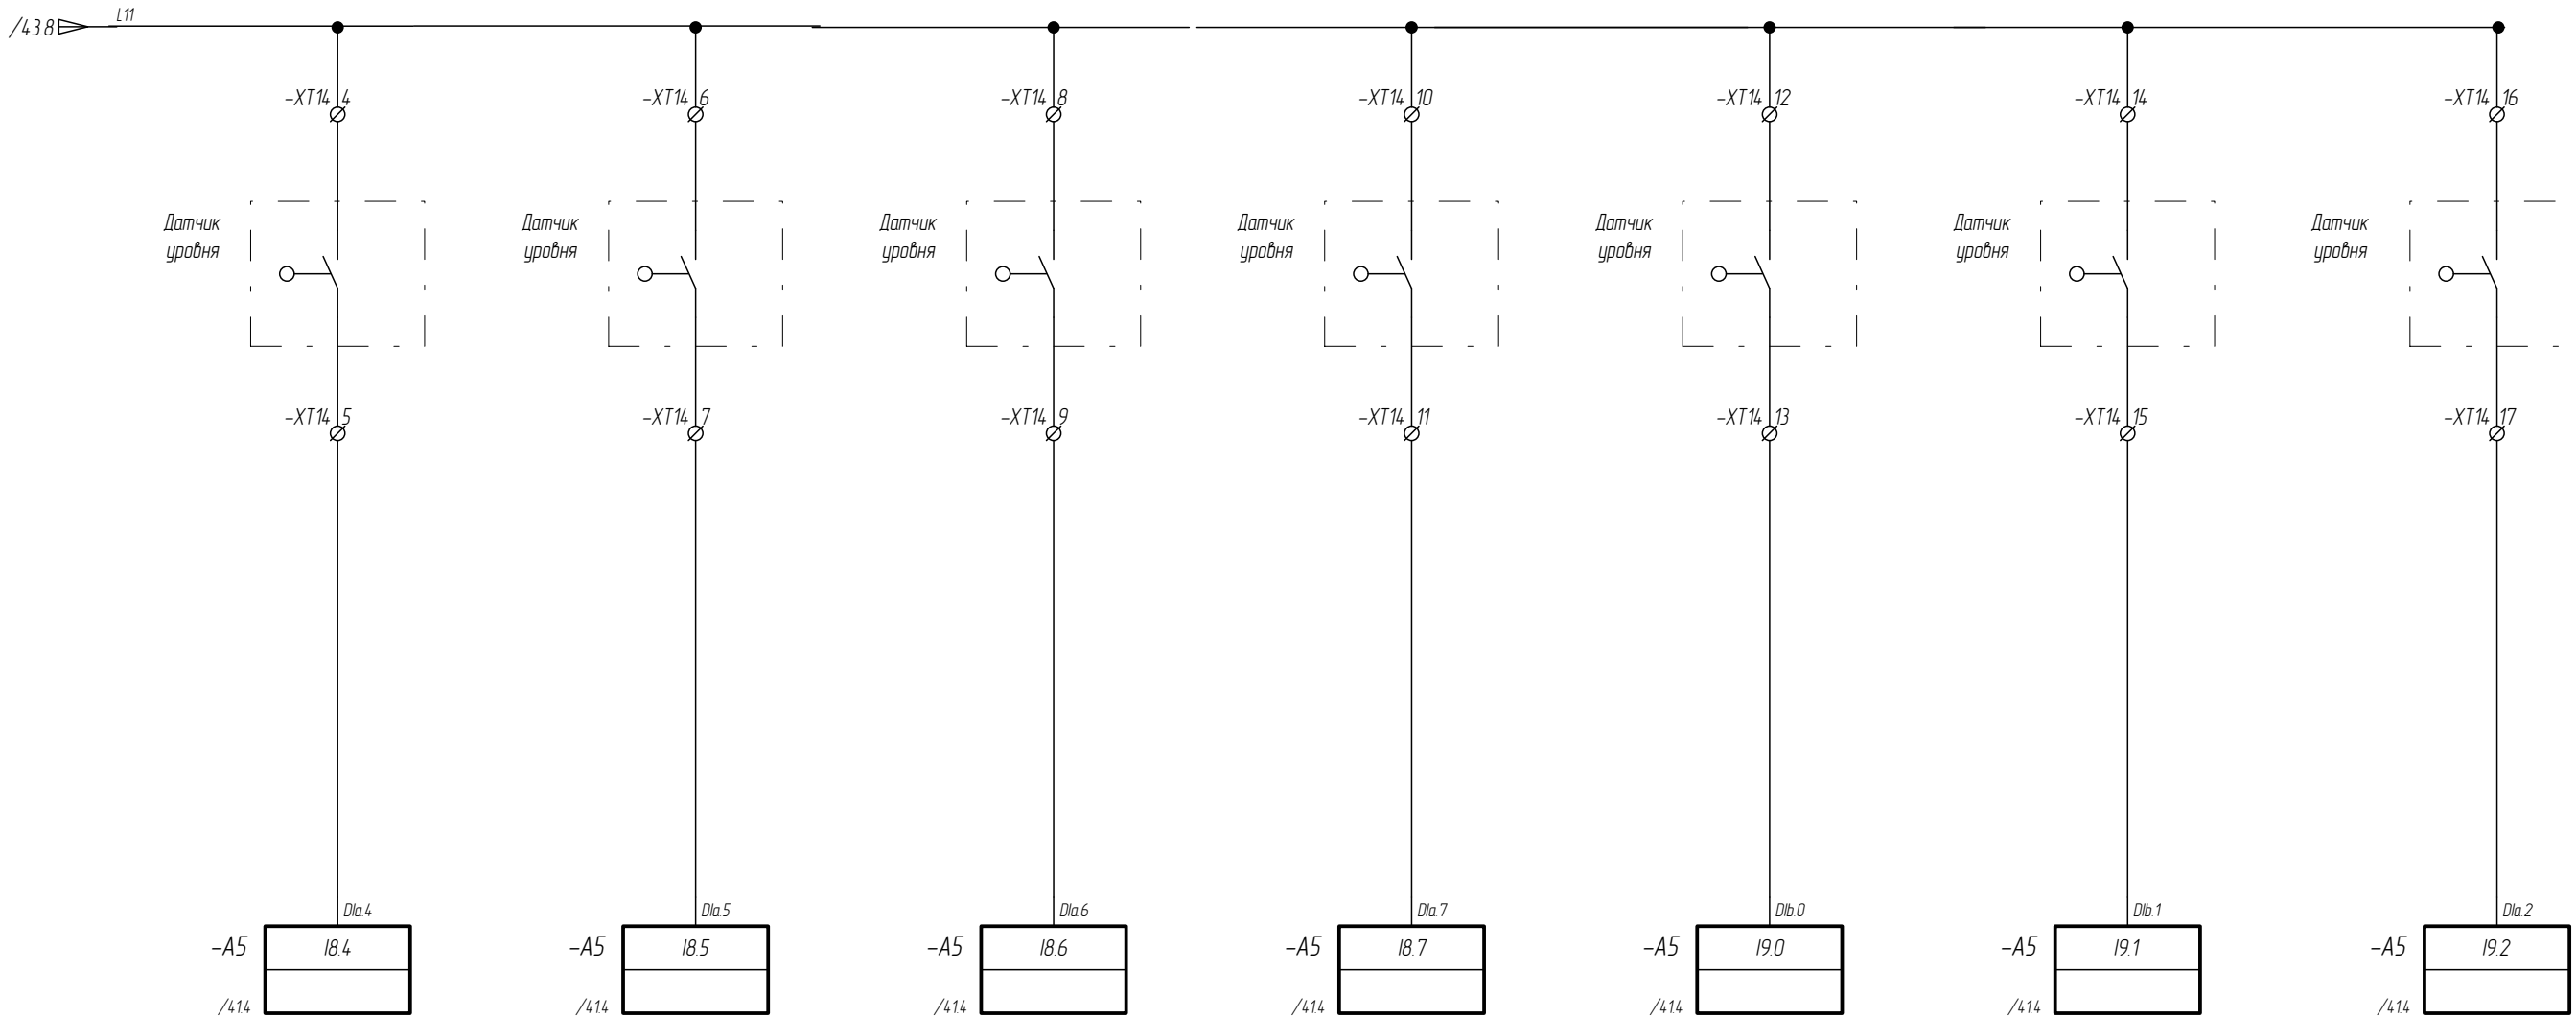 /43.8 L11
-XT14 4 -XT14 6 -XT14 8 -XT14 10 -XT14 12 -XT14 14 -XT14 16
Датчик Датчик Датчик Датчик Датчик Датчик Датчик
уровня уровня уровня уровня уровня уровня уровня
-XT14 5 -XT14 7 -XT14 9 -XT14 11 -XT14 13 -XT14 15 -XT14 17
DIa.4 DIa.5 DIa.6 DIa.7 DIb.0 DIb.1 DIa.2
-A5 I8.4 -A5 I8.5 -A5 I8.6 -A5 I8.7 -A5 I9.0 -A5 I9.1 -A5 I9.2
/41.4 /41.4 /41.4 /41.4 /41.4 /41.4 /41.4